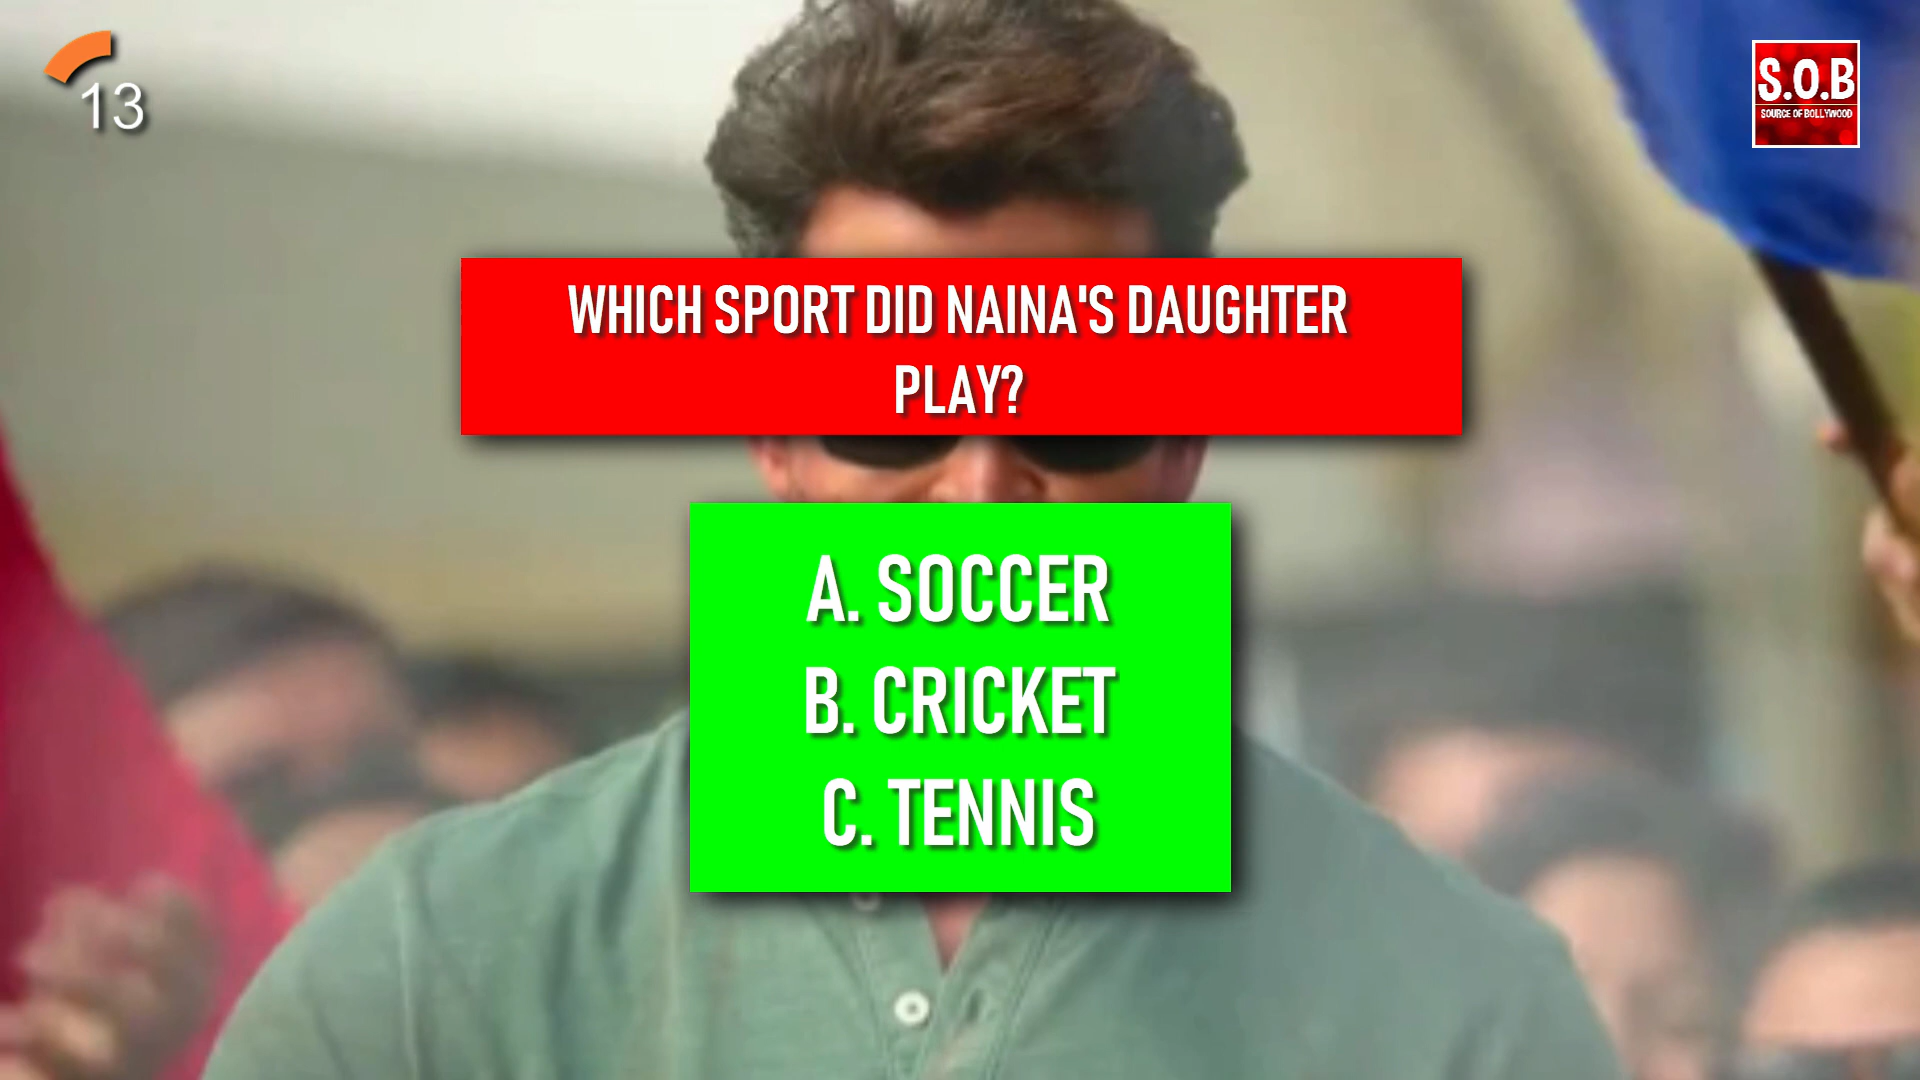 13
S.O.B
SOURCE OF BOLLYWOOD
WHICH SPORT DID NAINA'S DAUGHTER
PLAY?
A. SOCCER
B. CRICKET
C. TENNIS